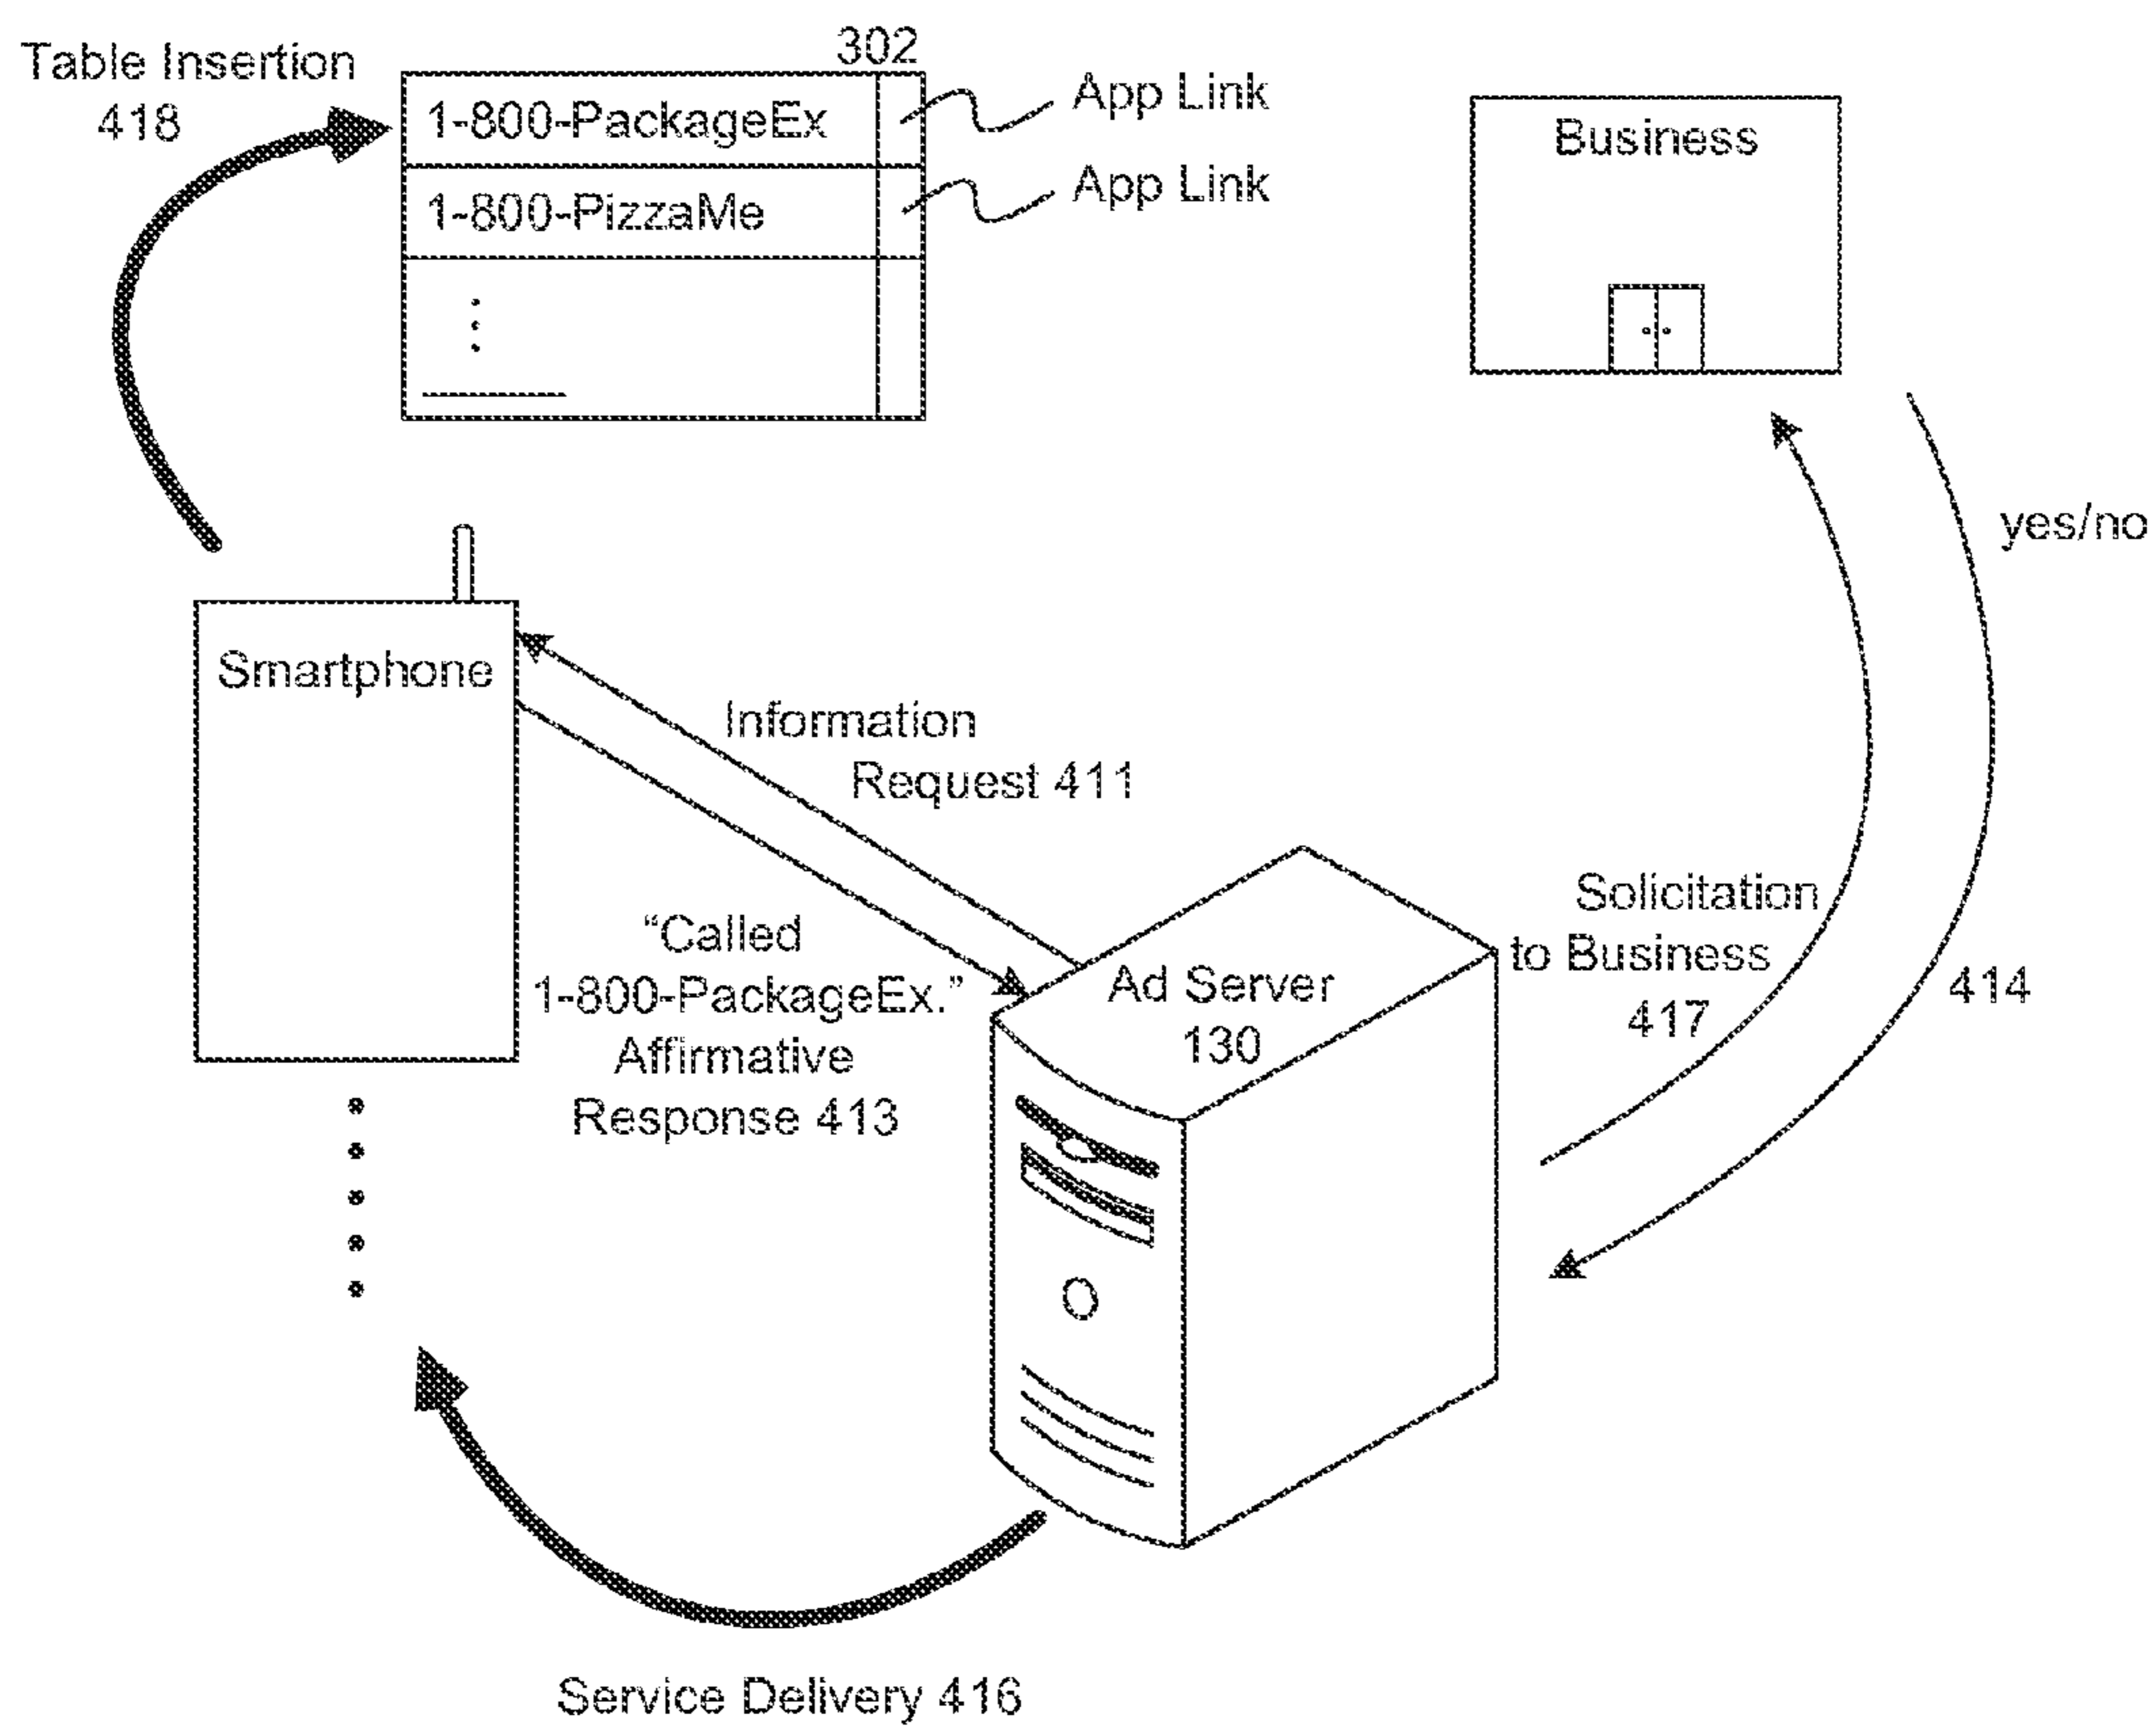 Table Insertion
418
302
1-800-PackageEx
App Link
1-800-PizzaMe
App Link
Business
yes/no
Smartphone
Information
Request 411
"Called
1-800-PackageEx."
Affirmative
Response 413
Ad Server
130
Solicitation
to Business
417
414
Service Delivery 416